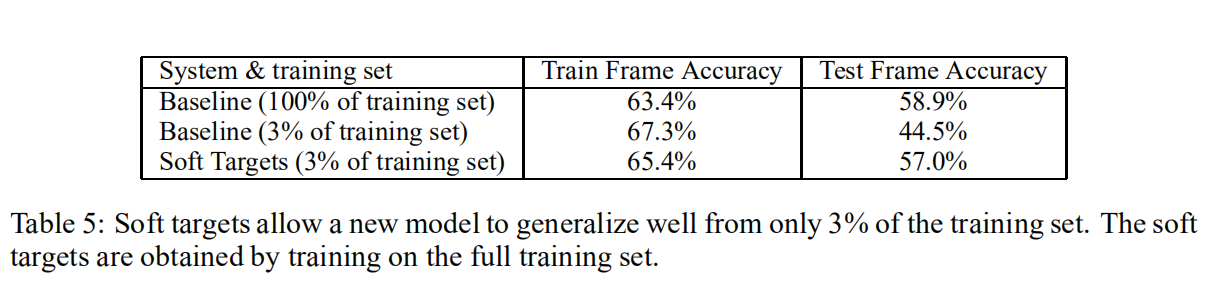 System & training set Train Frame Accuracy Test Frame Accuracy
Baseline (100% of training set) 63.4% 58.9%
Baseline (3% of training set) 67.3% 44.5%
Soft Targets (3% of training set) 65.4% 57.0%
Table 5: Soft targets allow a new model to generalize well from only 3% of the training set. The soft
targets are obtained by training on the full training set.